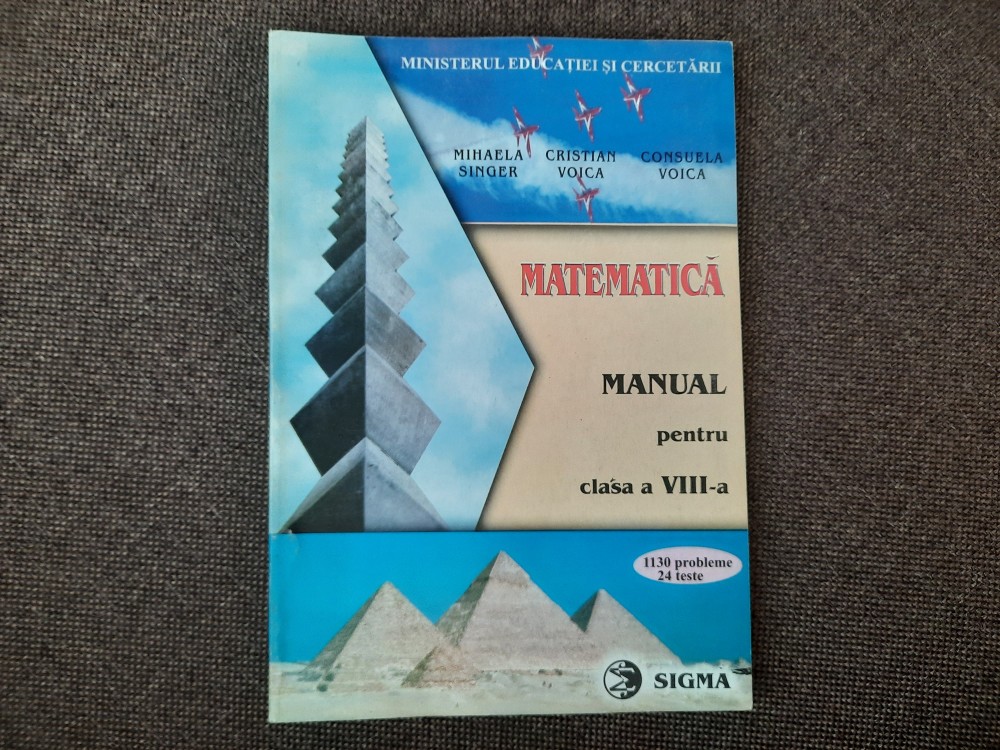 MINISTERUL EDUCAȚIEI ȘI CERCETĂRII
MIHAELA SINGER
CRISTIAN VOICA
CONSUELA VOICA
MATEMATICĂ
MANUAL
pentru
clasa a VIII-a
1130 probleme
24 teste
SIGMA